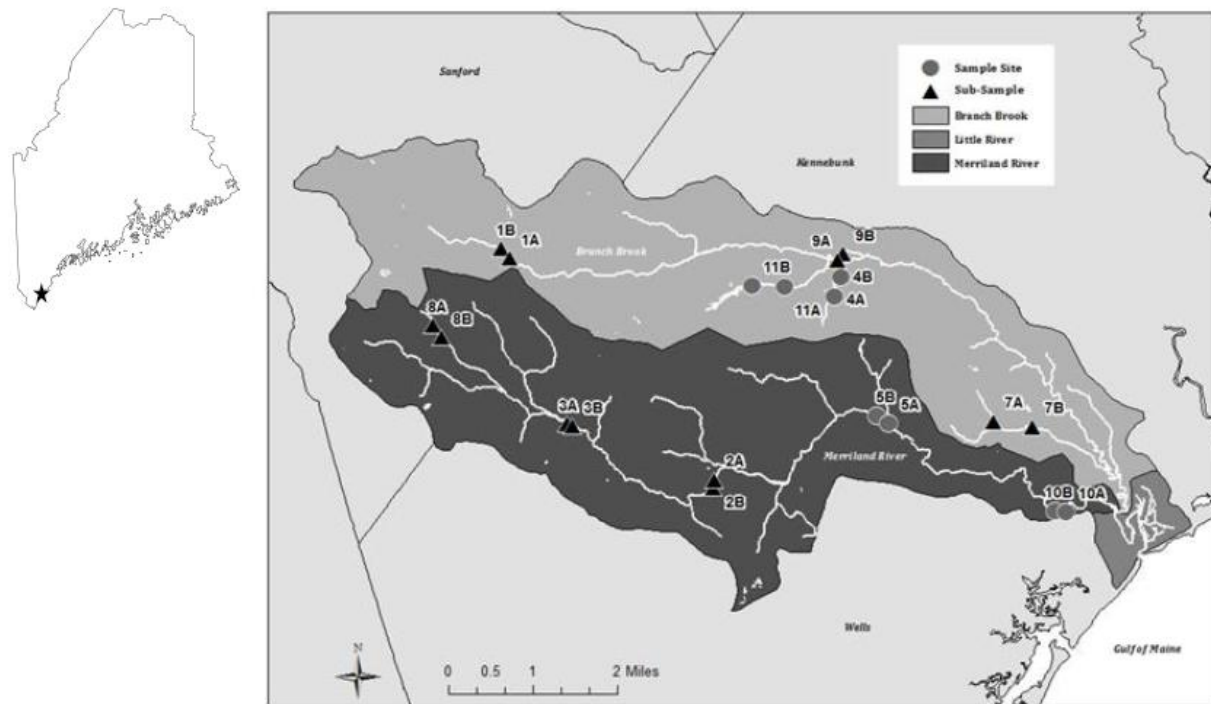 Sanford
Sample Site
Sub-Sample
Branch Brook
Little River
Merriland River
Kennebunk
1B
1A
Branch Brook
9A
9B
11B
4B
11A
4A
8A
8B
3A
3B
5B
5A
7A
7B
2A
Merriland River
2B
10B
10A
Wells
Gulf of Maine
N
0 0.5 1 2 Miles